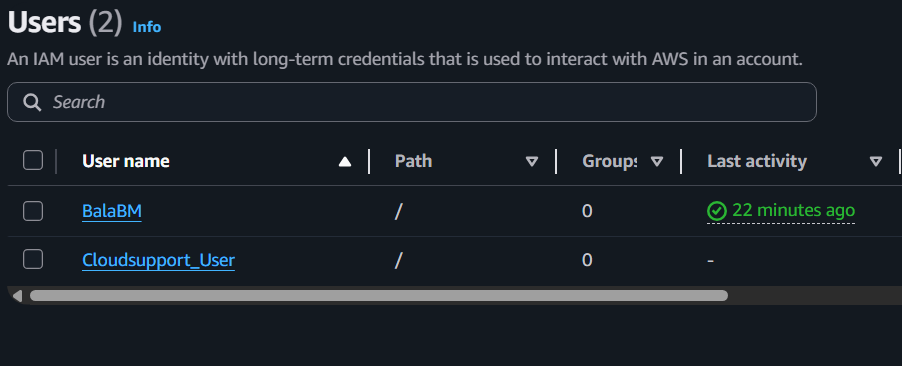 Users (2) Info
An IAM user is an identity with long-term credentials that is used to interact with AWS in an account.
Search
User name Path Groups Last activity
BalaBM / 0 22 minutes ago
Cloudsupport_User / 0 -